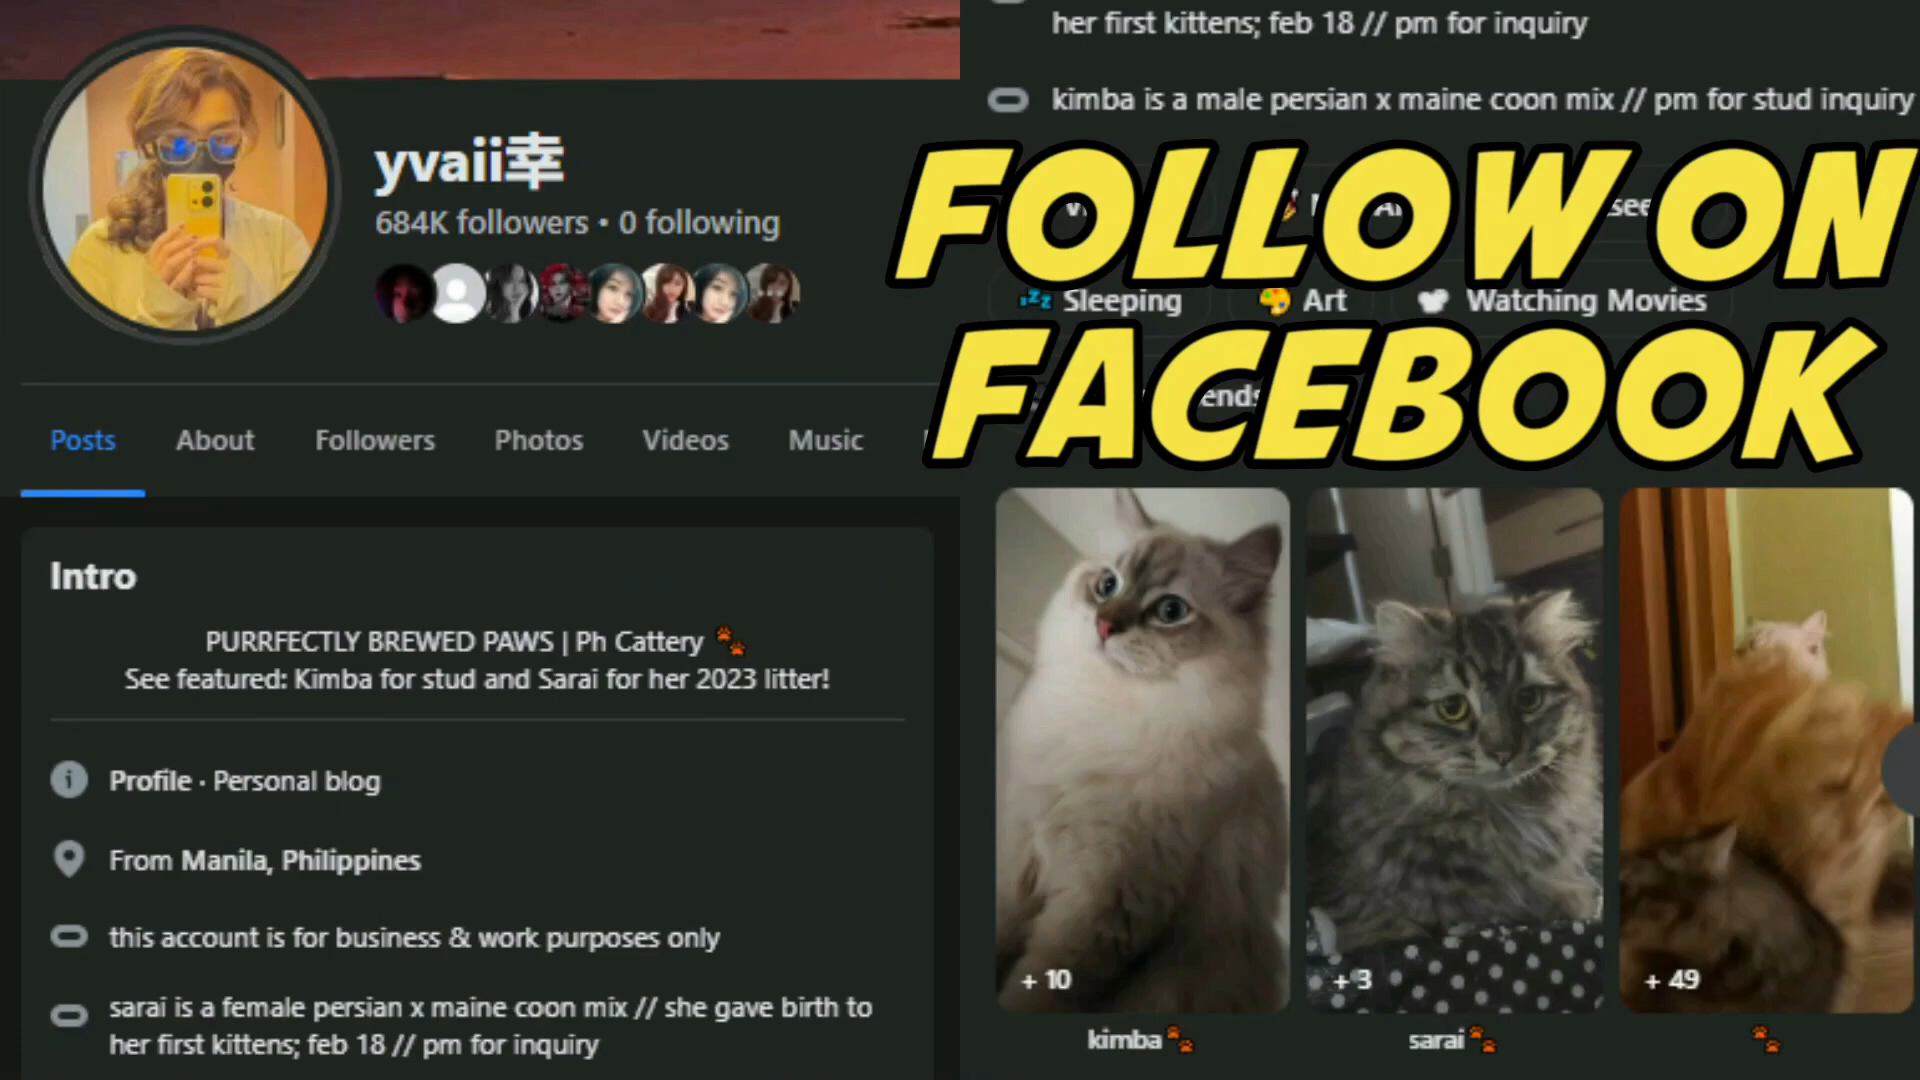 yvaii幸
684K followers • 0 following
Posts
About
Followers
Photos
Videos
Music
Intro
PURRFECTLY BREWED PAWS | Ph Cattery
See featured: Kimba for stud and Sarai for her 2023 litter!
Profile · Personal blog
From Manila, Philippines
this account is for business & work purposes only
sarai is a female persian x maine coon mix // she gave birth to
her first kittens; feb 18 // pm for inquiry
her first kittens; feb 18 // pm for inquiry
kimba is a male persian x maine coon mix // pm for stud inquiry
FOLLOW ON
Sleeping
Art
Watching Movies
FACEBOOK
+ 10
+ 3
+ 49
kimba
sarai